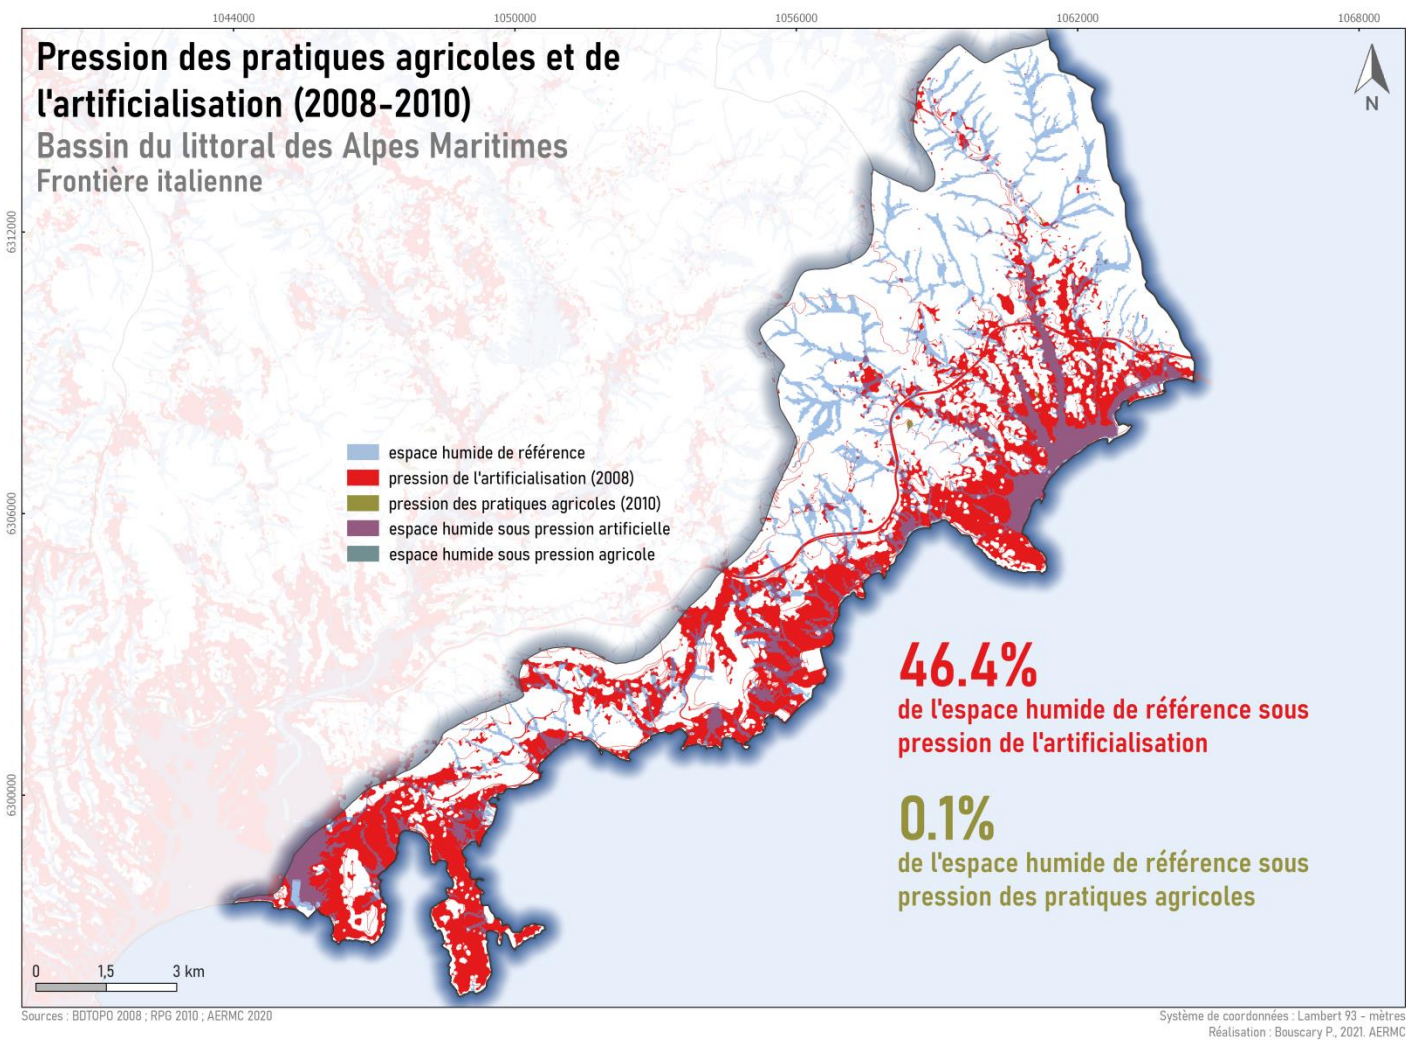 1044000
1050000
1056000
1062000
1068000
Pression des pratiques agricoles et de
l'artificialisation (2008-2010)
Bassin du littoral des Alpes Maritimes
Frontière italienne
N
6312000
6306000
6300000
espace humide de référence
pression de l'artificialisation (2008)
pression des pratiques agricoles (2010)
espace humide sous pression artificielle
espace humide sous pression agricole
46.4%
de l'espace humide de référence sous
pression de l'artificialisation
0.1%
de l'espace humide de référence sous
pression des pratiques agricoles
0 1,5 3 km
Sources : BDTOPO 2008 ; RPG 2010 ; AERMC 2020
Système de coordonnées : Lambert 93 - mètres
Réalisation : Bouscary P., 2021. AERMC